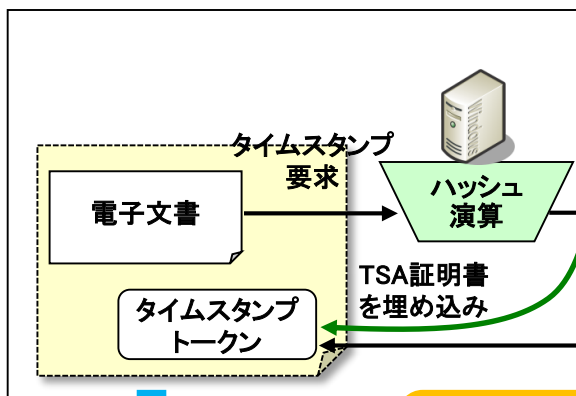 タイムスタンプ
要求
電子文書
ハッシュ
演算
TSA証明書
を埋め込み
タイムスタンプ
トークン
Windows